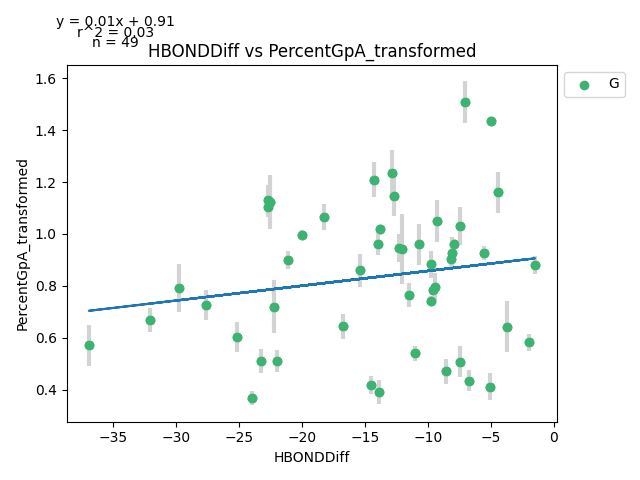 y = 0.01x + 0.91
r^2 = 0.03
n = 49
HBONDDiff vs PercentGpA_transformed
G
PercentGpA_transformed
1.6
1.4
1.2
1.0
0.8
0.6
0.4
−35
−30
−25
−20
−15
−10
−5
0
HBONDDiff